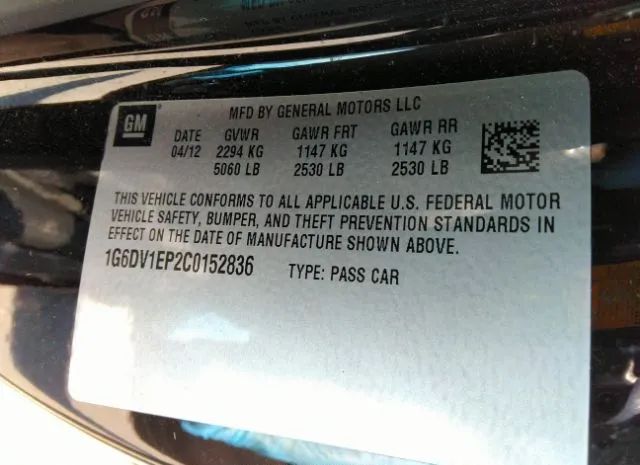 GM
MFD BY GENERAL MOTORS LLC
DATE GVWR GAWR FRT GAWR RR
04/12 2294 KG 1147 KG 1147 KG
5060 LB 2530 LB 2530 LB
THIS VEHICLE CONFORMS TO ALL APPLICABLE U.S. FEDERAL MOTOR
VEHICLE SAFETY, BUMPER, AND THEFT PREVENTION STANDARDS IN
EFFECT ON THE DATE OF MANUFACTURE SHOWN ABOVE.
1G6DV1EP2C0152836 TYPE: PASS CAR